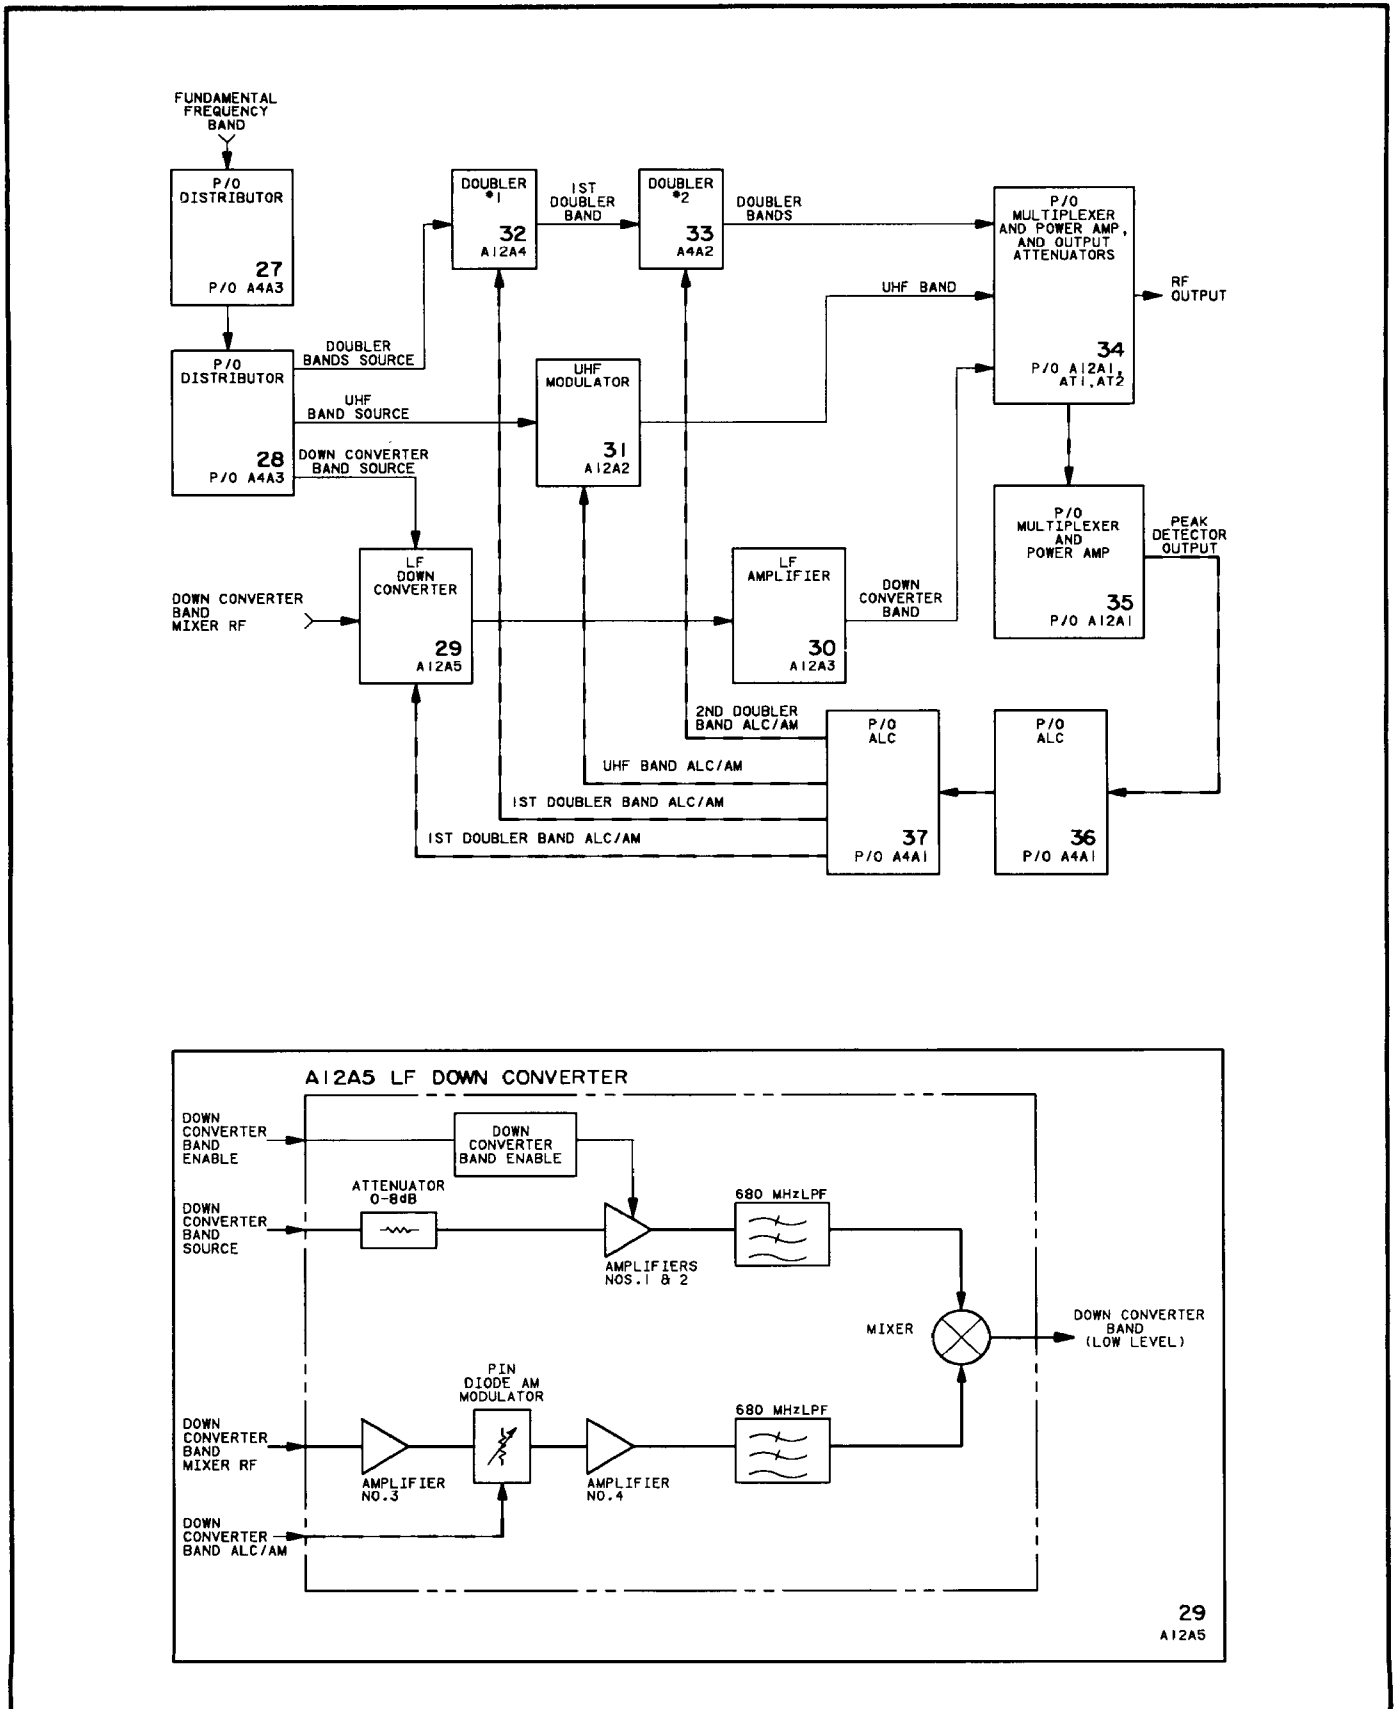 FUNDAMENTAL
FREQUENCY
BAND
P/O
DISTRIBUTOR
27
P/O A4A3
P/O
DISTRIBUTOR
28
P/O A4A3
DOUBLER
BANDS SOURCE
UHF
BAND SOURCE
DOWN CONVERTER
BAND SOURCE
DOUBLER
#1
32
A12A4
1ST
DOUBLER
BAND
DOUBLER
#2
33
A4A2
DOUBLER
BANDS
P/O
MULTIPLEXER
AND POWER AMP,
AND OUTPUT
ATTENUATORS
34
P/O A12A1,
AT1,AT2
RF
OUTPUT
UHF BAND
UHF
MODULATOR
31
A12A2
DOWN CONVERTER
BAND
MIXER RF
LF
DOWN
CONVERTER
29
A12A5
LF
AMPLIFIER
30
A12A3
DOWN
CONVERTER
BAND
P/O
MULTIPLEXER
AND
POWER AMP
35
P/O A12A1
PEAK
DETECTOR
OUTPUT
2ND DOUBLER
BAND ALC/AM
UHF BAND ALC/AM
1ST DOUBLER BAND ALC/AM
1ST DOUBLER BAND ALC/AM
P/O
ALC
37
P/O A4A1
P/O
ALC
36
P/O A4A1
A12A5 LF DOWN CONVERTER
DOWN
CONVERTER
BAND
ENABLE
DOWN
CONVERTER
BAND ENABLE
ATTENUATOR
0-8dB
DOWN
CONVERTER
BAND
SOURCE
AMPLIFIERS
NOS.1 & 2
680 MHzLPF
MIXER
DOWN CONVERTER
BAND
(LOW LEVEL)
PIN
DIODE AM
MODULATOR
680 MHzLPF
DOWN
CONVERTER
BAND
MIXER RF
AMPLIFIER
NO.3
AMPLIFIER
NO.4
DOWN
CONVERTER
BAND ALC/AM
29
A12A5